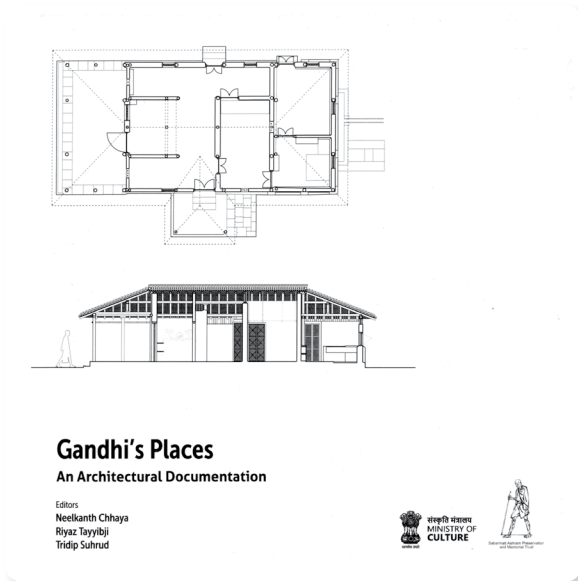 Gandhi's Places
An Architectural Documentation
Editors
Neelkanth Chhaya
Riyaz Tayyibji
Tridip Suhrud
संस्कृति मंत्रालय
MINISTRY OF
CULTURE
Sabarmati Ashram Preservation
and Memorial Trust